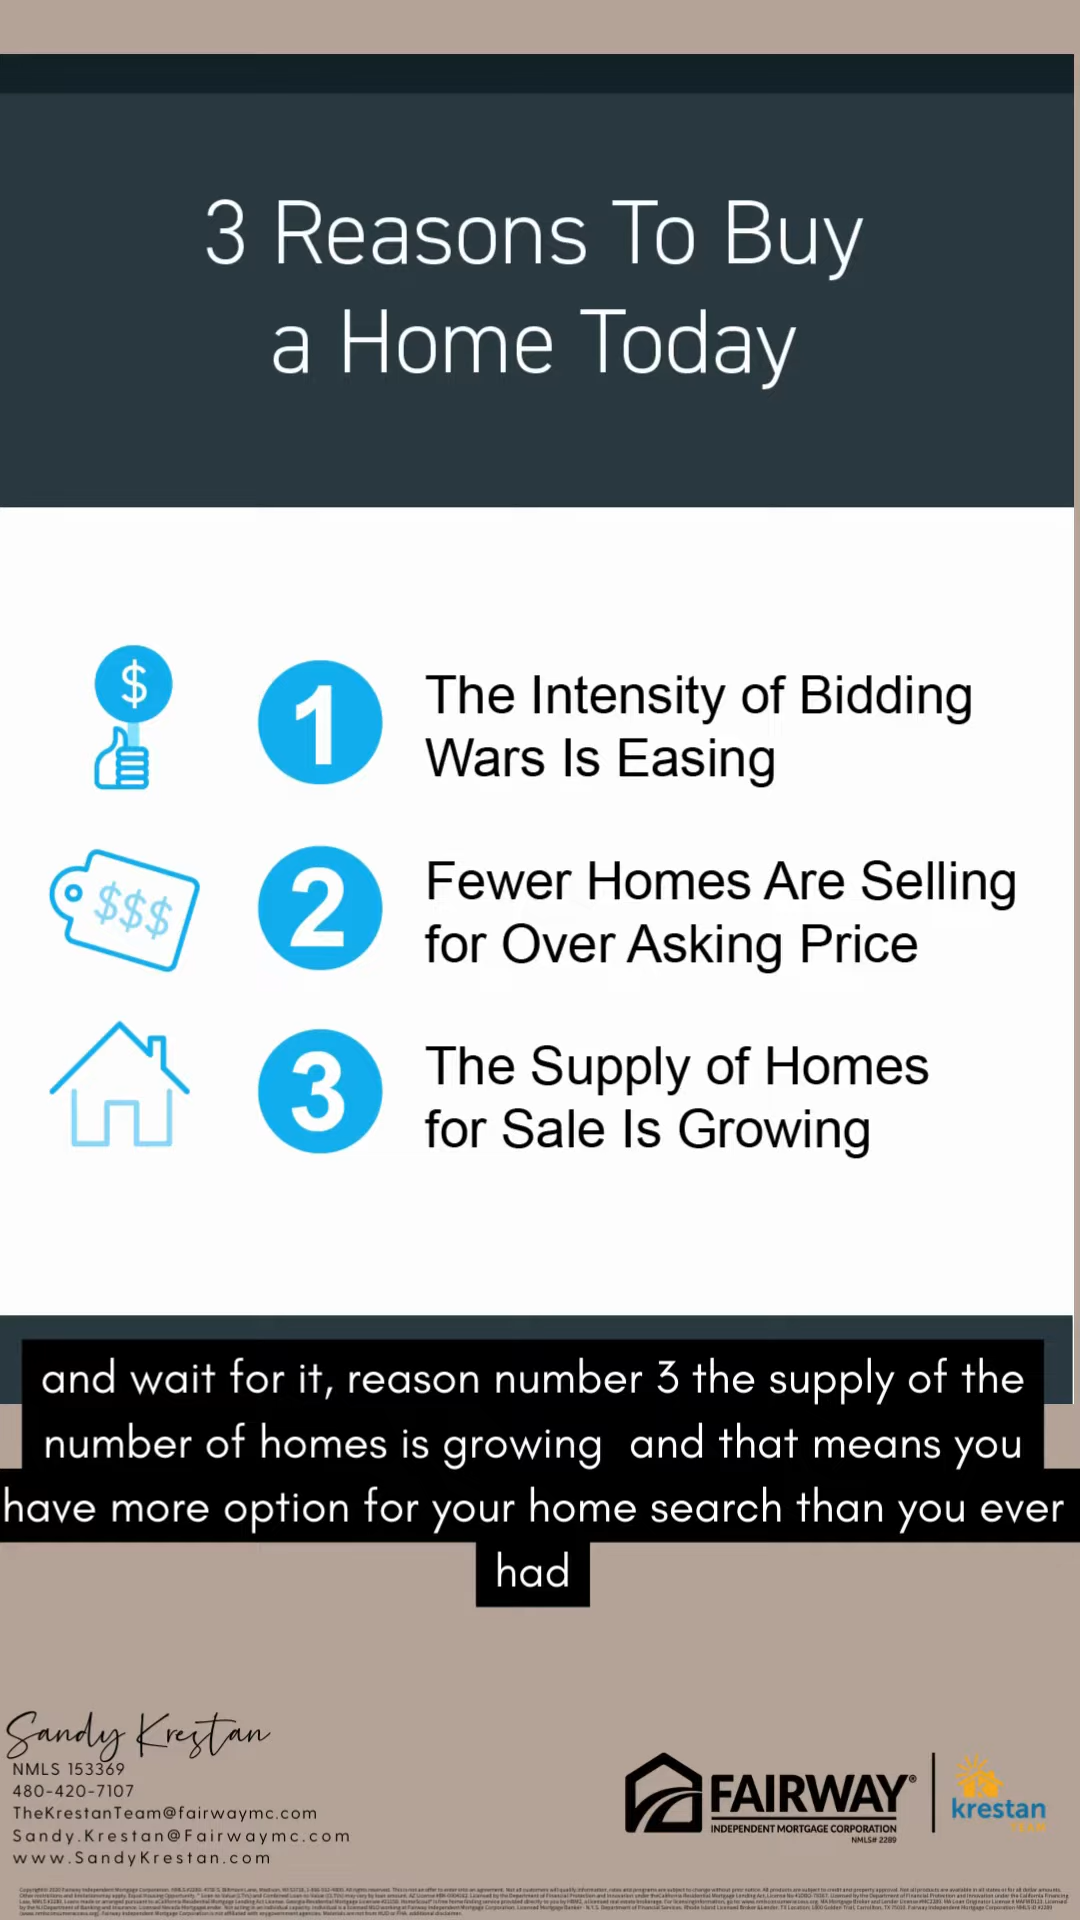 3 Reasons To Buy
a Home Today
$
1
The Intensity of Bidding
Wars Is Easing
$$$
2
Fewer Homes Are Selling
for Over Asking Price
3
The Supply of Homes
for Sale Is Growing
and wait for it, reason number 3 the supply of the
number of homes is growing and that means you
have more option for your home search than you ever
had
Sandy Krestan
NMLS 153369
480-420-7107
TheKrestanTeam@fairwaymc.com
Sandy.Krestan@Fairwaymc.com
www.SandyKrestan.com
FAIRWAY®
INDEPENDENT MORTGAGE CORPORATION
NMLS# 2289
krestan
TEAM